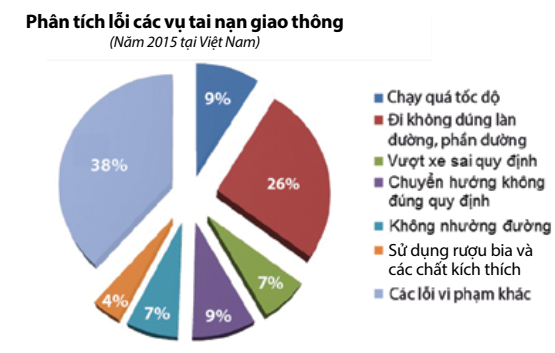 Phân tích lỗi các vụ tai nạn giao thông
(Năm 2015 tại Việt Nam)
9%
26%
7%
9%
7%
4%
38%
Chạy quá tốc độ
Đi không dúng làn
đường, phần dường
Vượt xe sai quy định
Chuyển hướng không
đúng quy định
Không nhường đường
Sử dụng rượu bia và
các chất kích thích
Các lỗi vi phạm khác